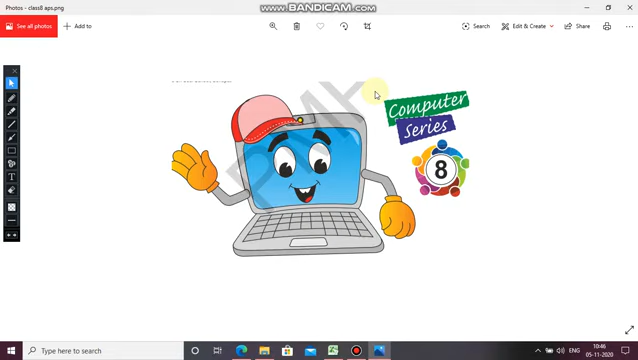 Photos - class8 aps.png
www.BANDICAM.com
See all photos
Add to
Search
Edit & Create
Share
PMH
Computer
Series
8
T
Type here to search
ENG
10:46
05-11-2020